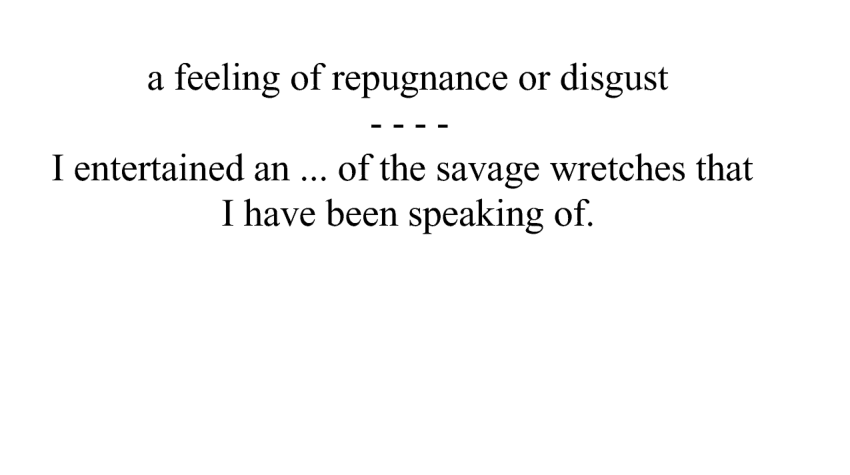 a feeling of repugnance or disgust
- - - -
I entertained an ... of the savage wretches that
I have been speaking of.